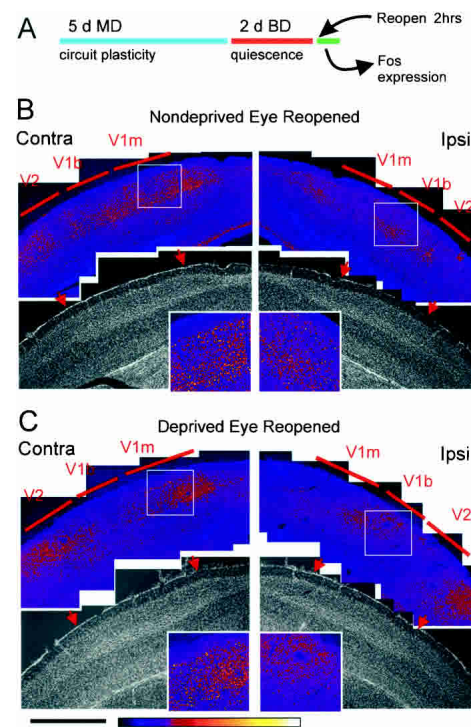 A
5 d MD
2 d BD
Reopen 2hrs
circuit plasticity
quiescence
Fos
expression
B
Nondeprived Eye Reopened
Contra
Ipsi
V1m
V1m
V1b
V1b
V2
V2
C
Deprived Eye Reopened
Contra
Ipsi
V1m
V1m
V1b
V1b
V2
V2